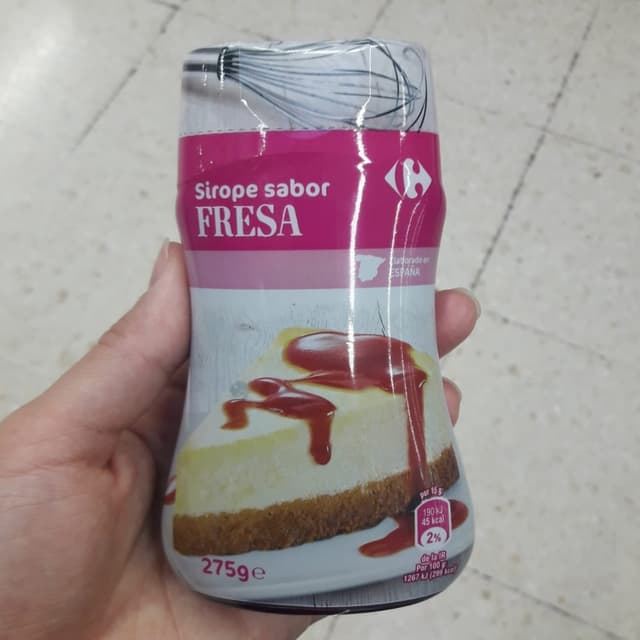 Sirope sabor
FRESA
Elaborado en
ESPAÑA
por 15 g
190 kJ
45 kcal
2%
de la IR
Por 100 g
1267 kJ (299 kcal)
275g e